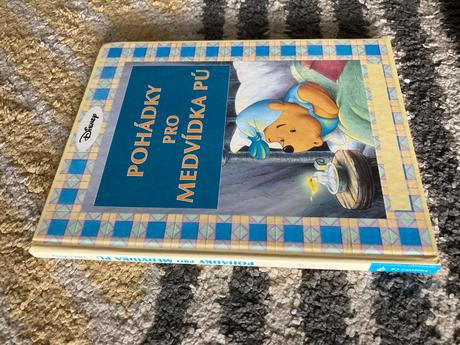 Disney
POHÁDKY
PRO
MEDVÍDKA PÚ
POHÁDKY PRO MEDVÍDKA PÚ